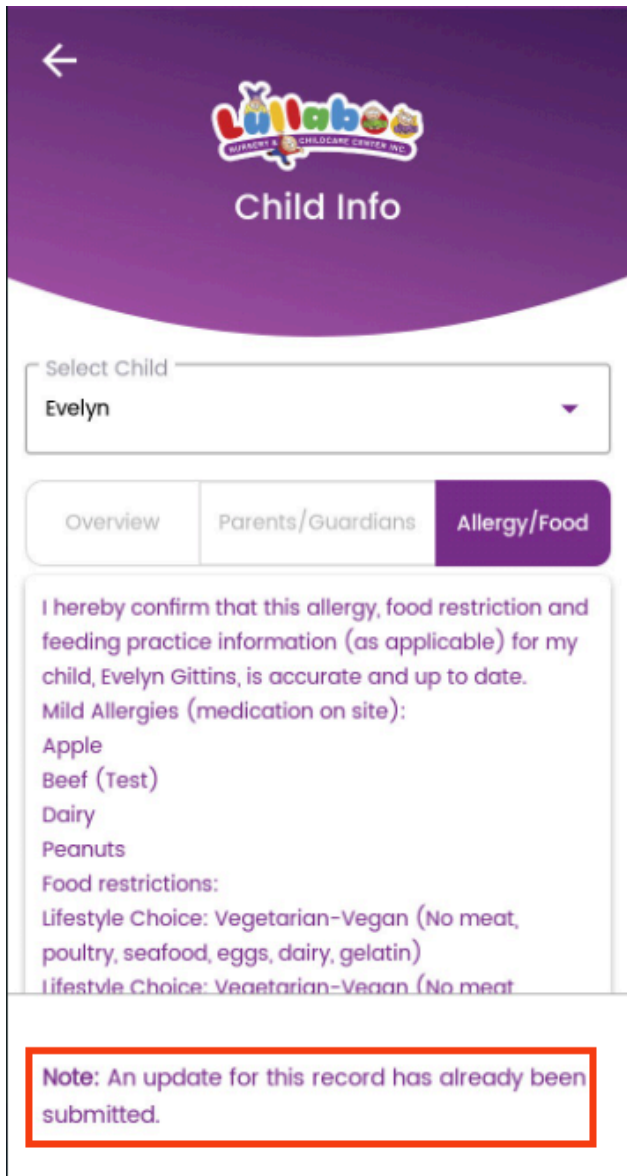 Lullaboo
NURSERY & CHILDCARE CENTER INC.
Child Info
Select Child
Evelyn
Overview
Parents/Guardians
Allergy/Food
I hereby confirm that this allergy, food restriction and
feeding practice information (as applicable) for my
child, Evelyn Gittins, is accurate and up to date.
Mild Allergies (medication on site):
Apple
Beef (Test)
Dairy
Peanuts
Food restrictions:
Lifestyle Choice: Vegetarian-Vegan (No meat,
poultry, seafood, eggs, dairy, gelatin)
Lifestyle Choice: Vegetarian-Vegan (No meat
Note: An update for this record has already been
submitted.